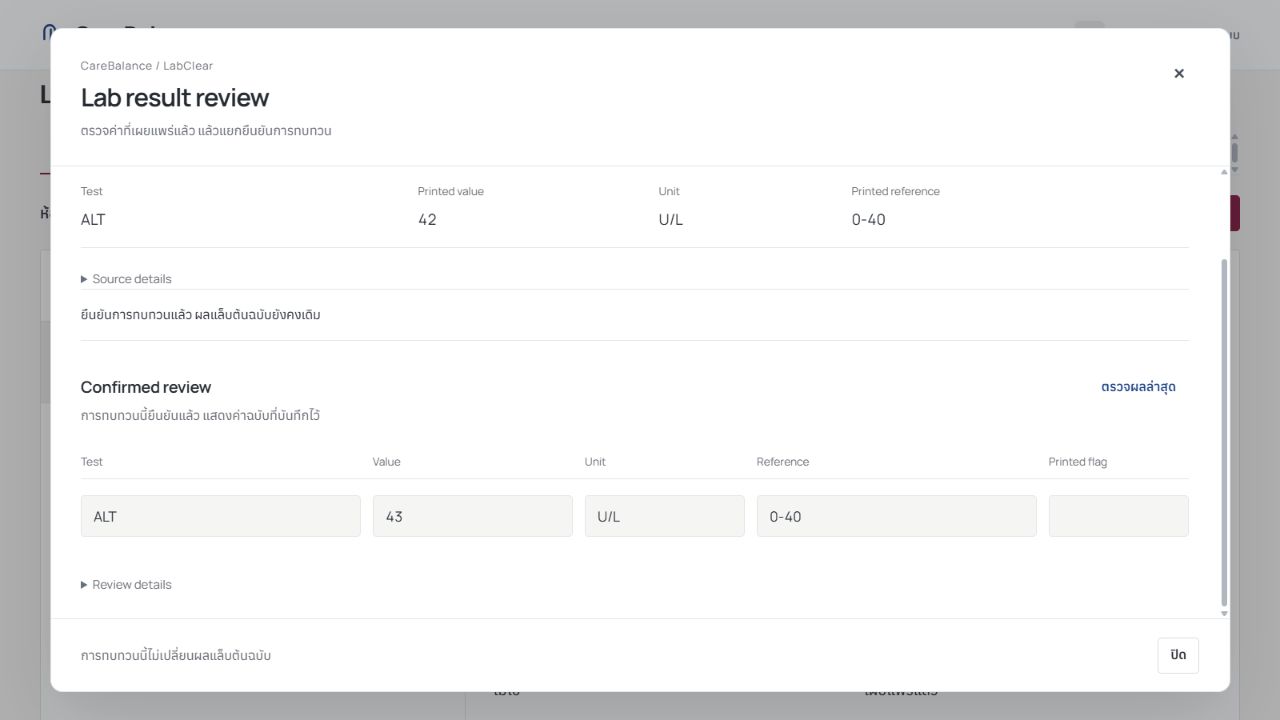 CareBalance / LabClear
Lab result review
ตรวจค่าที่เผยแพร่แล้ว แล้วแยกยืนยันการทบทวน
Test Printed value Unit Printed reference
ALT 42 U/L 0-40
Source details
ยืนยันการทบทวนแล้ว ผลแล็บต้นฉบับยังคงเดิม
Confirmed review ตรวจผลล่าสุด
การทบทวนนี้ยืนยันแล้ว แสดงค่าฉบับที่บันทึกไว้
Test Value Unit Reference Printed flag
ALT 43 U/L 0-40
Review details
การทบทวนนี้ไม่เปลี่ยนผลแล็บต้นฉบับ ปิด